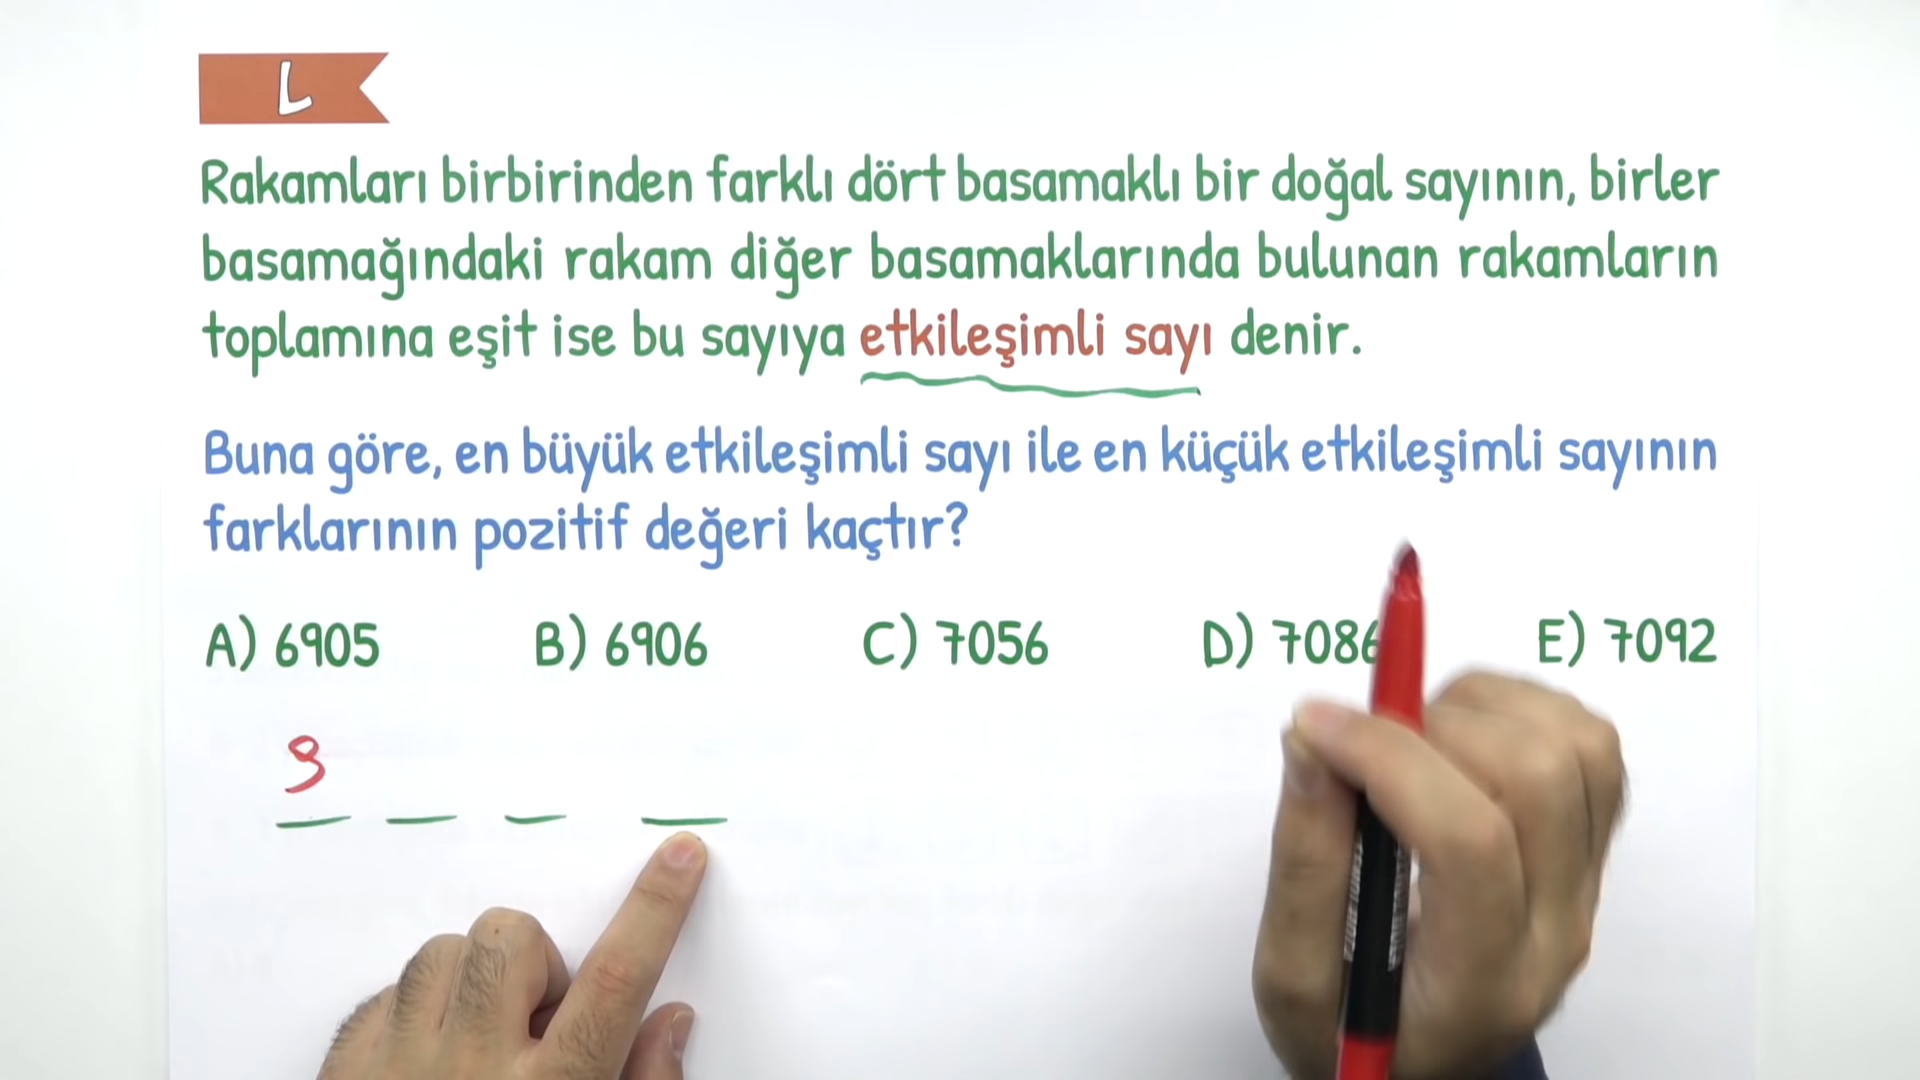 L
Rakamları birbirinden farklı dört basamaklı bir doğal sayının, birler
basamağındaki rakam diğer basamaklarında bulunan rakamların
toplamına eşit ise bu sayıya etkileşimli sayı denir.
Buna göre, en büyük etkileşimli sayı ile en küçük etkileşimli sayının
farklarının pozitif değeri kaçtır?
A) 6905 B) 6906 C) 7056 D) 7086 E) 7092
9